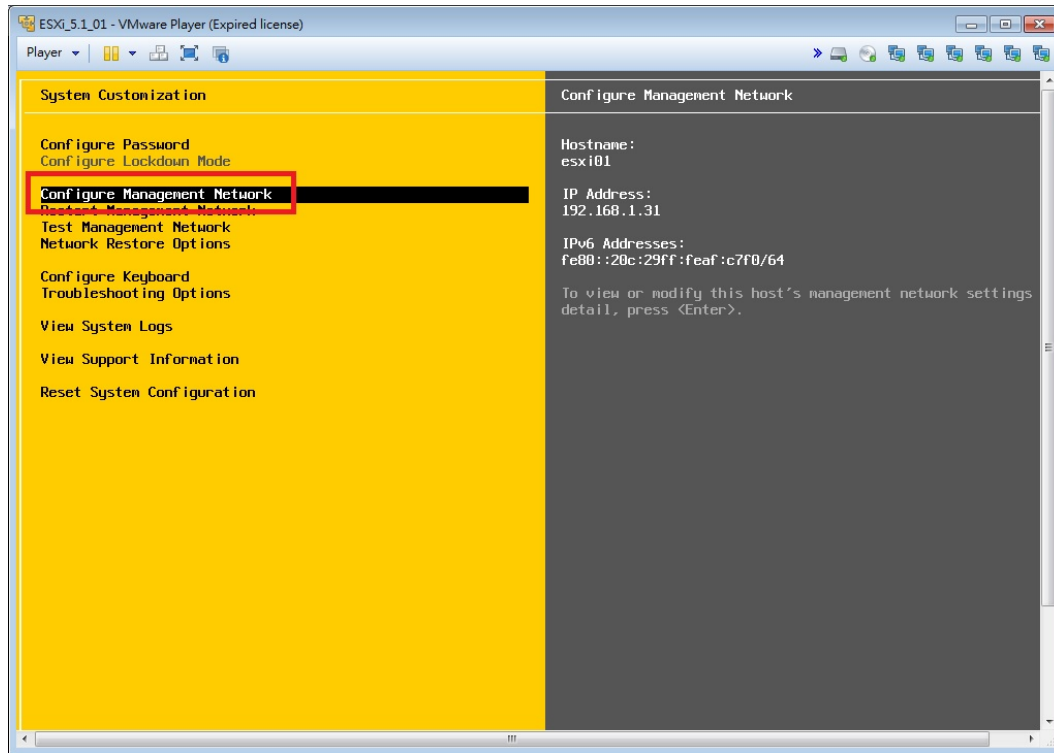 ESXi_5.1_01 - VMware Player (Expired license)
Player
System Customization
Configure Password
Configure Lockdown Mode
Configure Management Network
Restart Management Network
Test Management Network
Network Restore Options
Configure Keyboard
Troubleshooting Options
View System Logs
View Support Information
Reset System Configuration
Configure Management Network
Hostname:
esxi01
IP Address:
192.168.1.31
IPv6 Addresses:
fe80::20c:29ff:feaf:c7f0/64
To view or modify this host's management network settings
detail, press <Enter>.